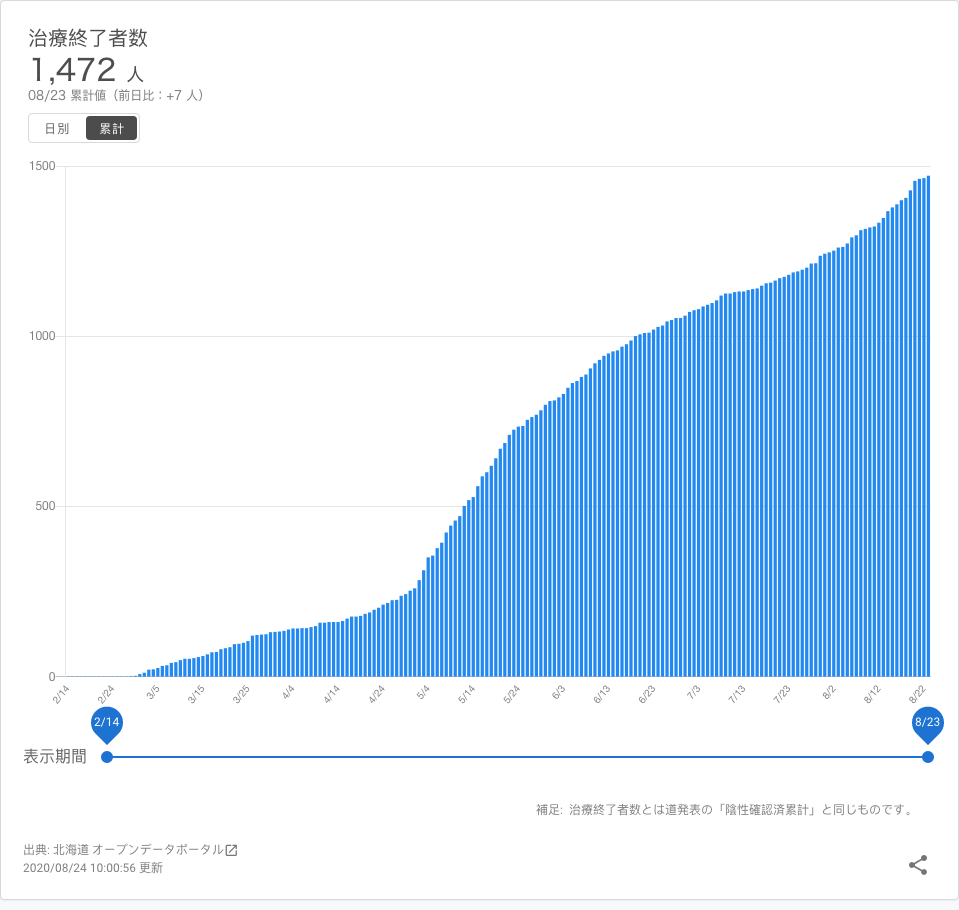 治療終了者数
1,472 人
08/23 累計値（前日比：+7 人）
日別 累計
1500
1000
500
0
2/14 2/24 3/5 3/15 3/25 4/4 4/14 4/24 5/4 5/14 5/24 6/3 6/13 6/23 7/3 7/13 7/23 8/2 8/12 8/22
2/14 8/23
表示期間
補足: 治療終了者数とは道発表の「陰性確認済累計」と同じものです。
出典: 北海道 オープンデータポータル
2020/08/24 10:00:56 更新